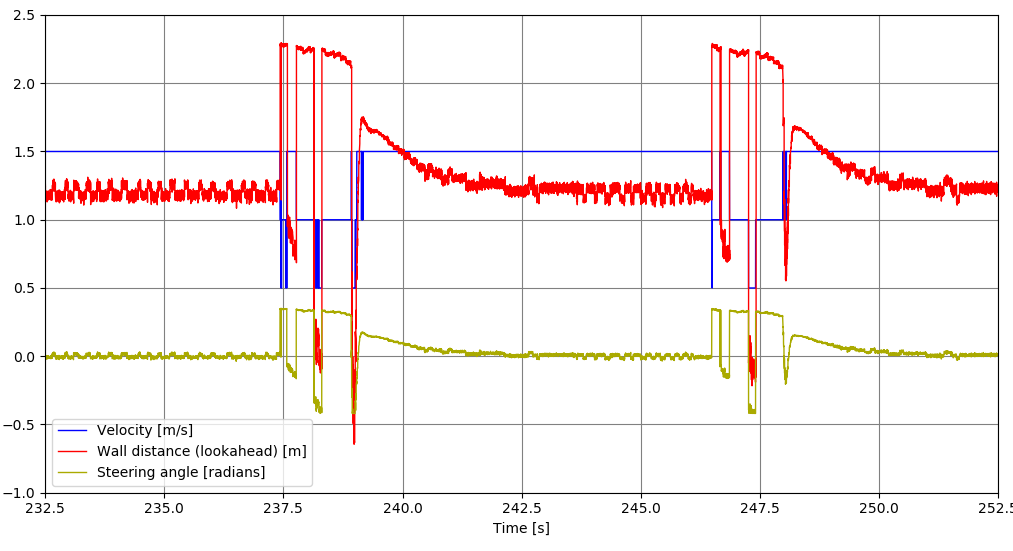 2.5
2.0
1.5
1.0
0.5
0.0
−0.5
−1.0
Velocity [m/s]
Wall distance (lookahead) [m]
Steering angle [radians]
232.5 235.0 237.5 240.0 242.5 245.0 247.5 250.0 252.5
Time [s]